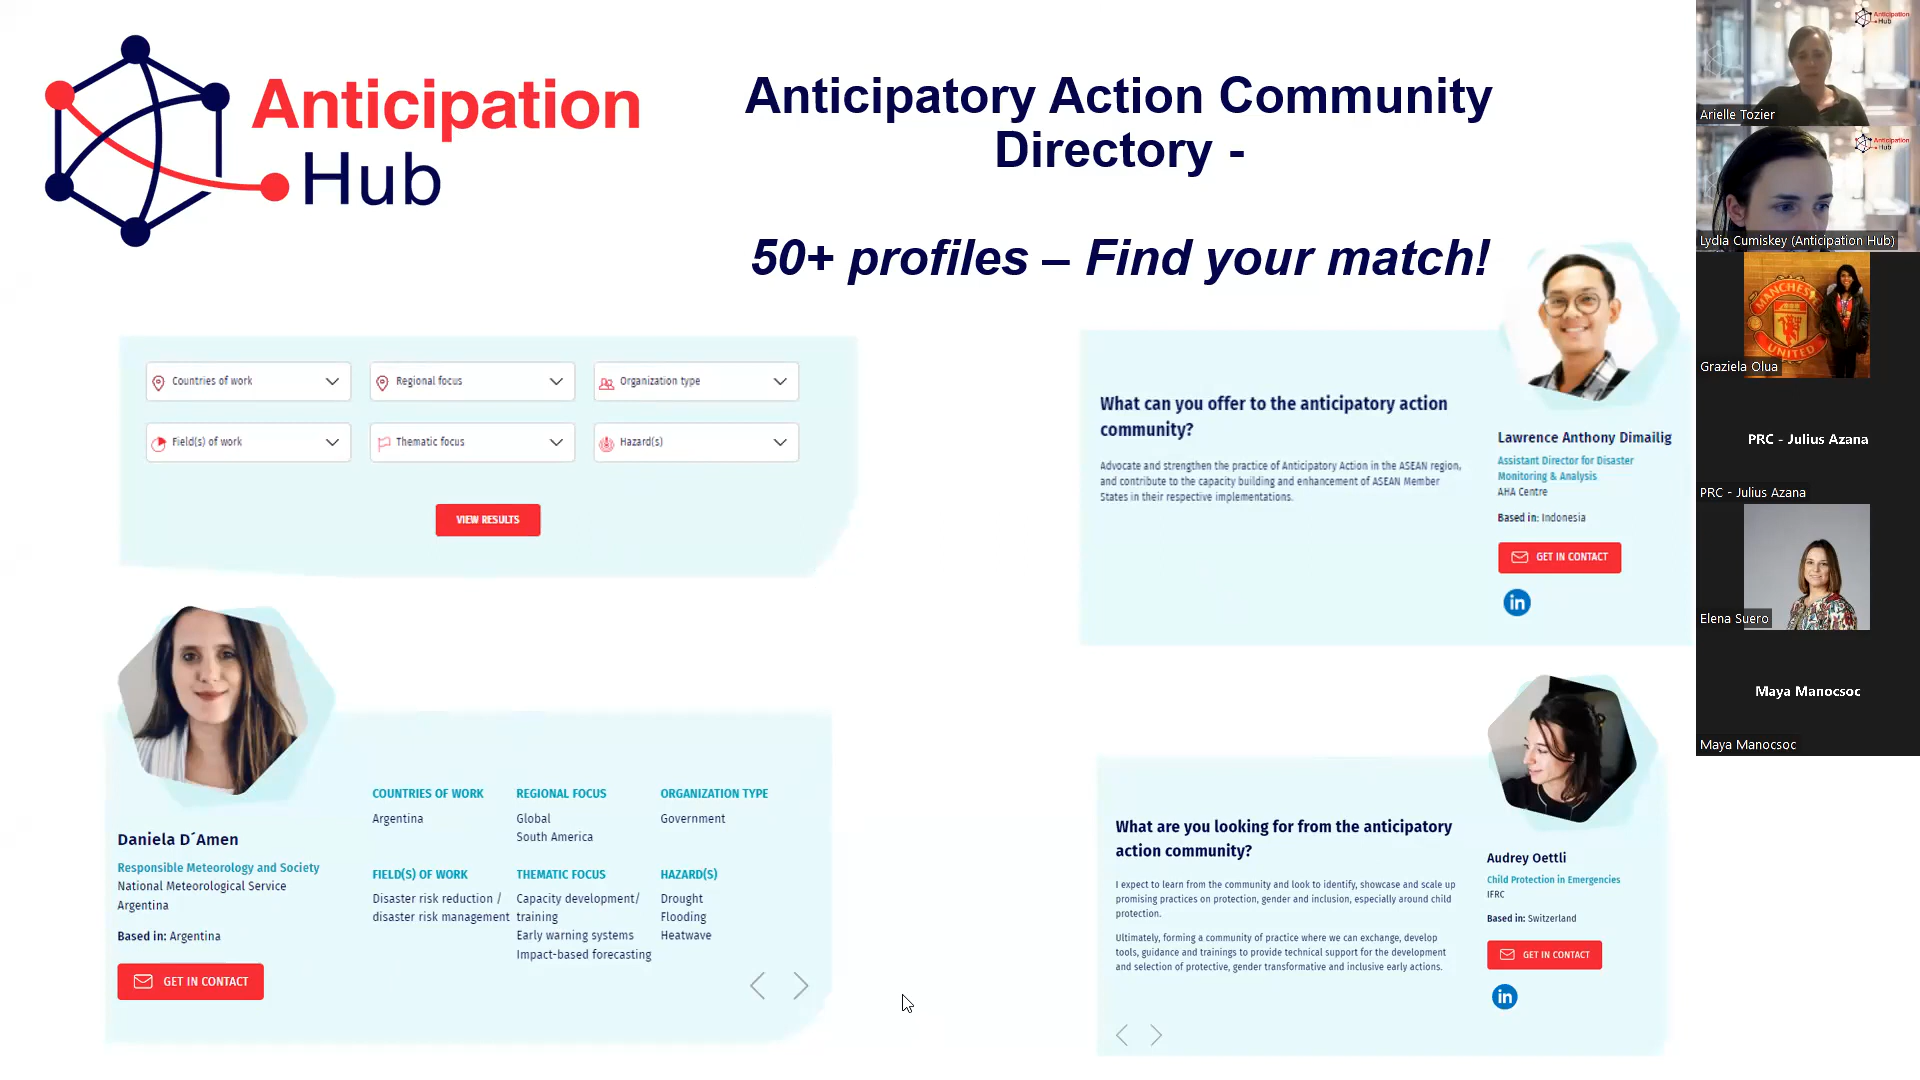 Anticipation
Hub
Anticipatory Action Community
Directory -
50+ profiles – Find your match!
Countries of work
Regional focus
Organization type
Field(s) of work
Thematic focus
Hazard(s)
VIEW RESULTS
What can you offer to the anticipatory action
community?
Advocate and strengthen the practice of Anticipatory Action in the ASEAN region,
and contribute to the capacity building and enhancement of ASEAN Member
States in their respective implementations.
Lawrence Anthony Dimailig
Assistant Director for Disaster
Monitoring & Analysis
AHA Centre
Based in: Indonesia
GET IN CONTACT
in
Daniela D´Amen
Responsible Meteorology and Society
National Meteorological Service
Argentina
Based in: Argentina
GET IN CONTACT
COUNTRIES OF WORK
Argentina
REGIONAL FOCUS
Global
South America
ORGANIZATION TYPE
Government
FIELD(S) OF WORK
Disaster risk reduction /
disaster risk management
THEMATIC FOCUS
Capacity development/
training
Early warning systems
Impact-based forecasting
HAZARD(S)
Drought
Flooding
Heatwave
What are you looking for from the anticipatory
action community?
I expect to learn from the community and look to identify, showcase and scale up
promising practices on protection, gender and inclusion, especially around child
protection.
Ultimately, forming a community of practice where we can exchange, develop
tools, guidance and trainings to provide technical support for the development
and selection of protective, gender transformative and inclusive early actions.
Audrey Oettli
Child Protection in Emergencies
IFRC
Based in: Switzerland
GET IN CONTACT
in
Anticipation
Hub
Arielle Tozier
Anticipation
Hub
Lydia Cumiskey (Anticipation Hub)
MANCHES
UNITED
Graziela Olua
PRC - Julius Azana
PRC - Julius Azana
Elena Suero
Maya Manocsoc
Maya Manocsoc